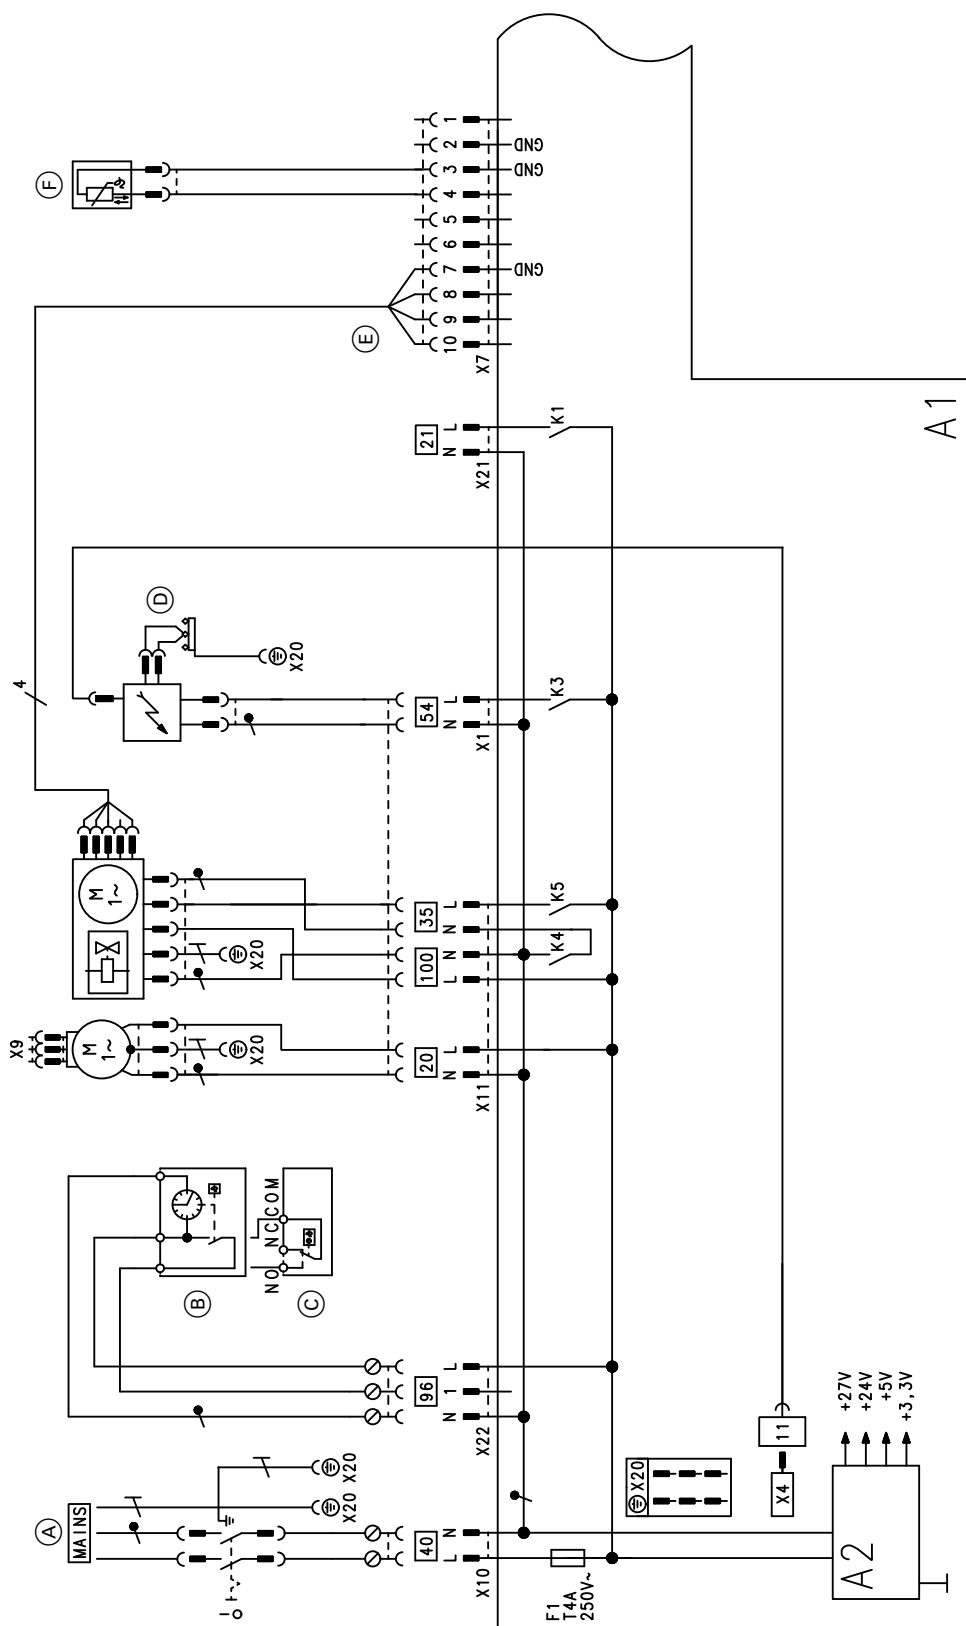 A
MAINS
I
O
X20
X20
40
L N
X10
F1
T4A
250V~
B
C
NO NC COM
96
N 1 L
X22
X9
M
1~
X20
20
N L
X11
M
1~
X20
100
L N
35
N L
K4
K5
4
D
X20
54
N L
X1
K3
21
N L
X21
K1
E
F
10 9 8 7 6 5 4 3 2 1
X7
GND
GND
GND
X20
X4
11
A2
+27V
+24V
+5V
+3,3V
A1